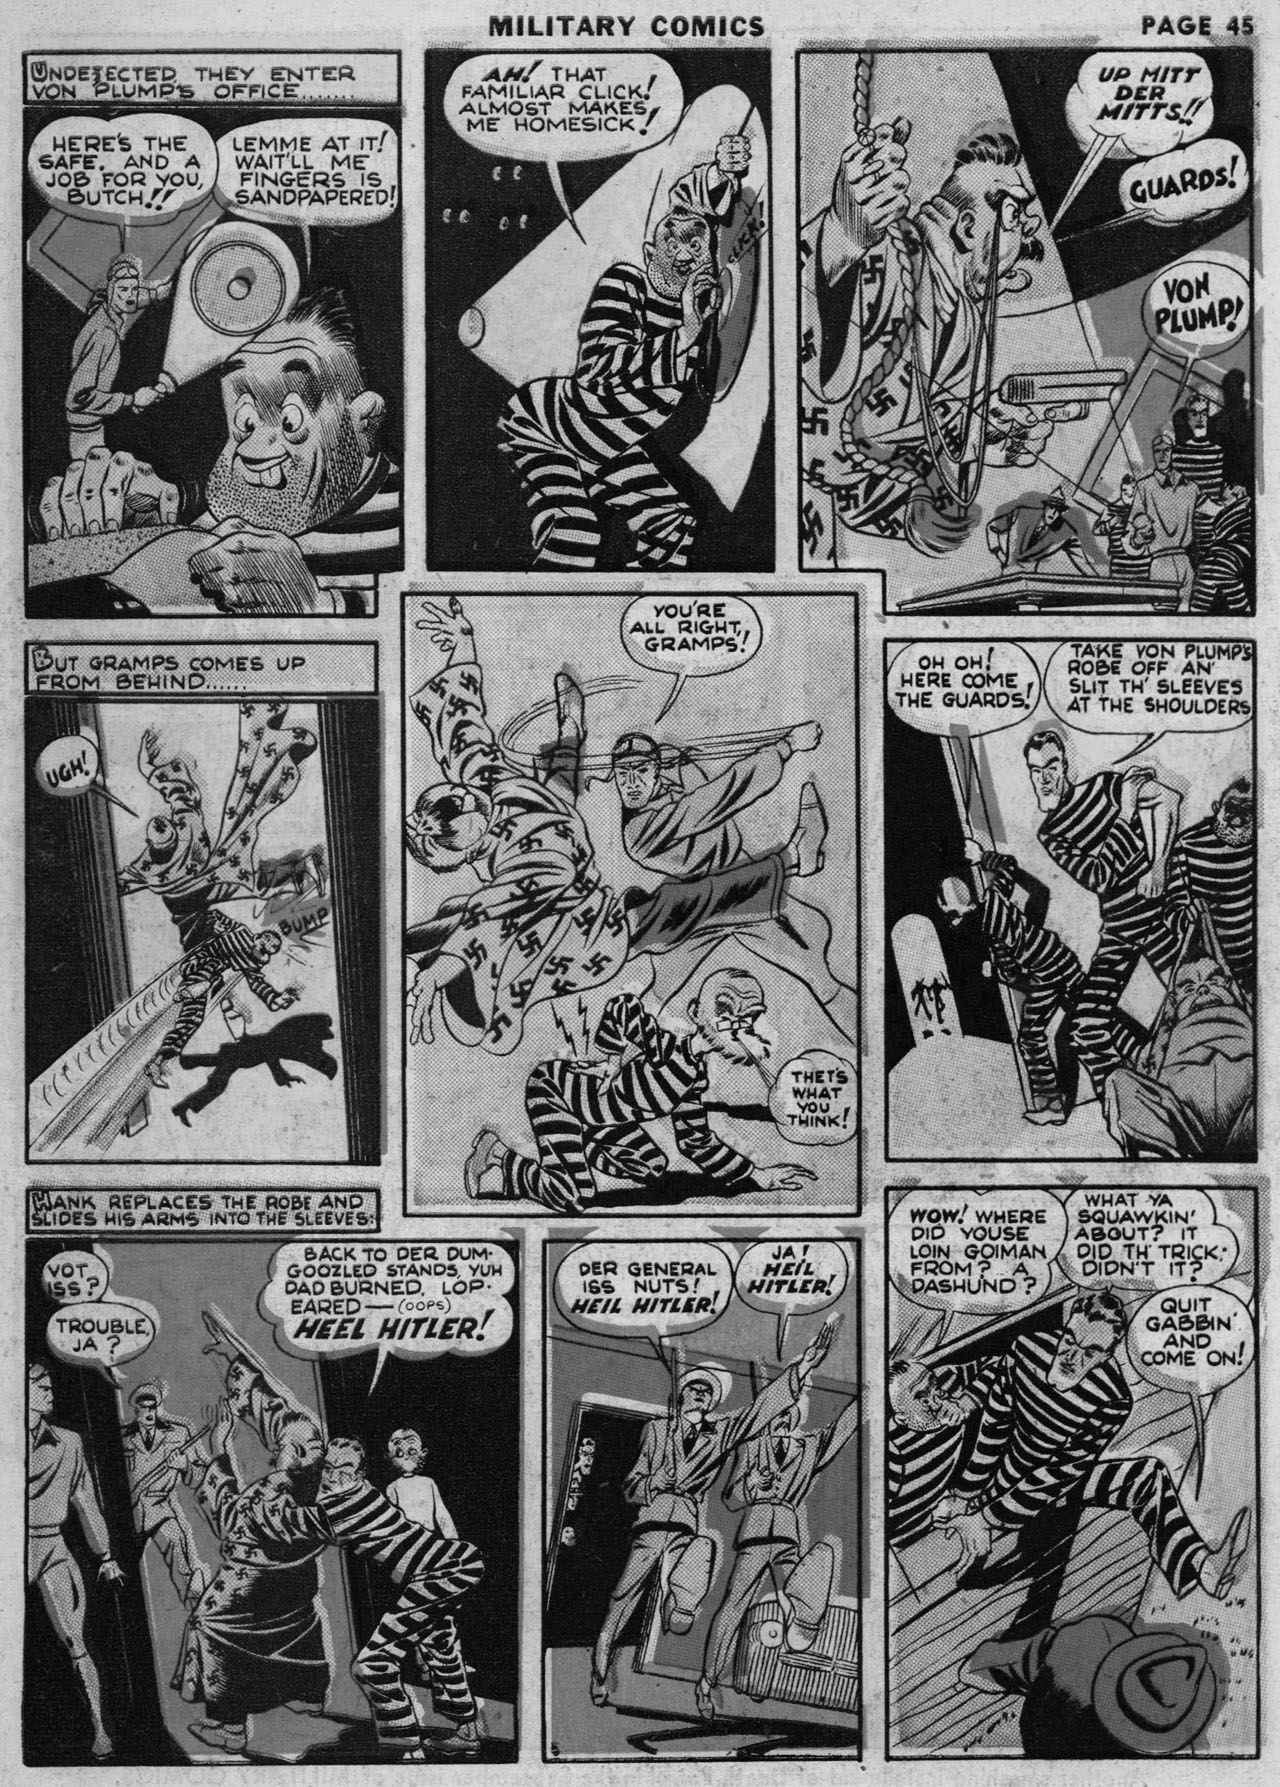 MILITARY COMICS
PAGE 45
UNDETECTED THEY ENTER
VON PLUMP'S OFFICE.......
HERE'S THE
SAFE, AND A
JOB FOR YOU,
BUTCH!!
LEMME AT IT!
WAIT'LL ME
FINGERS IS
SANDPAPERED!
AH! THAT
FAMILIAR CLICK!
ALMOST MAKES
ME HOMESICK!
CLICK!
UP MITT
DER
MITTS!!
GUARDS!
VON
PLUMP!
BUT GRAMPS COMES UP
FROM BEHIND......
UGH!
BUMP
YOU'RE
ALL RIGHT,
GRAMPS!
THET'S
WHAT
YOU
THINK!
OH OH!
HERE COME
THE GUARDS!
TAKE VON PLUMP'S
ROBE OFF AN'
SLIT TH' SLEEVES
AT THE SHOULDERS
HANK REPLACES THE ROBE AND
SLIDES HIS ARMS INTO THE SLEEVES:
VOT
ISS?
TROUBLE,
JA?
BACK TO DER DUM-
GOOZLED STANDS, YUH
DAD BURNED, LOP-
EARED — (OOPS)
HEEL HITLER!
DER GENERAL
ISS NUTS!
HEIL HITLER!
JA!
HEIL
HITLER!
5
WOW! WHERE
DID YOUSE
LOIN GOIMAN
FROM? A
DASHUND?
WHAT YA
SQUAWKIN'
ABOUT? IT
DID TH' TRICK,
DIDN'T IT?
QUIT
GABBIN'
AND
COME ON!